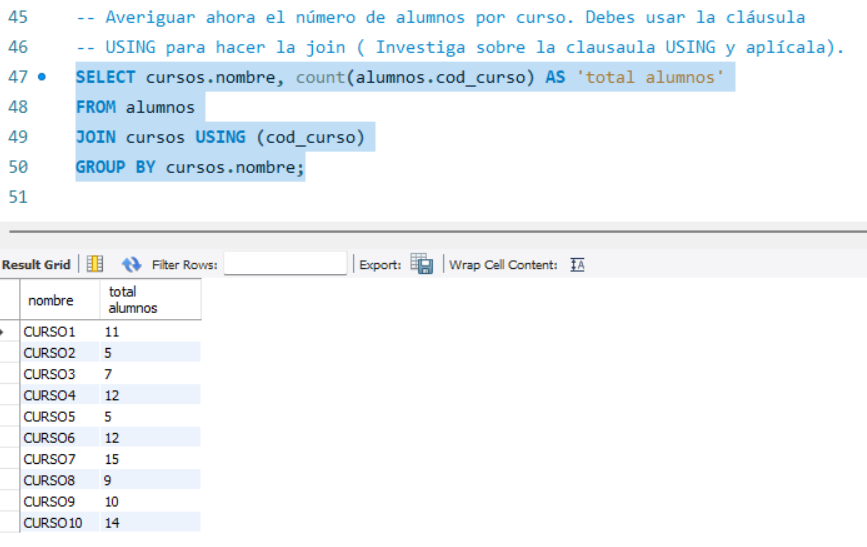 45 -- Averiguar ahora el número de alumnos por curso. Debes usar la cláusula
46 -- USING para hacer la join ( Investiga sobre la clausaula USING y aplícala).
47 SELECT cursos.nombre, count(alumnos.cod_curso) AS 'total alumnos'
48 FROM alumnos
49 JOIN cursos USING (cod_curso)
50 GROUP BY cursos.nombre;
51
Result Grid Filter Rows: Export: Wrap Cell Content: IA
nombre total alumnos
CURSO1 11
CURSO2 5
CURSO3 7
CURSO4 12
CURSO5 5
CURSO6 12
CURSO7 15
CURSO8 9
CURSO9 10
CURSO10 14